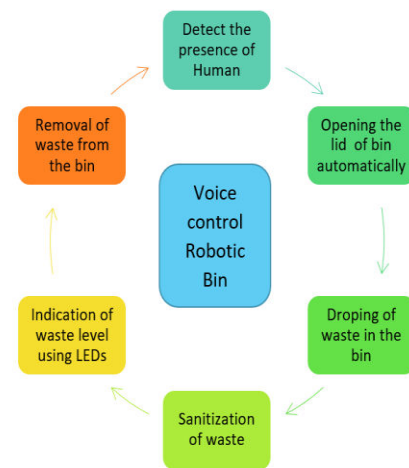 Detect the
presence of
Human
Opening the
lid of bin
automatically
Droping of
waste in the
bin
Sanitization
of waste
Indication of
waste level
using LEDs
Removal of
waste from
the bin
Voice
control
Robotic
Bin